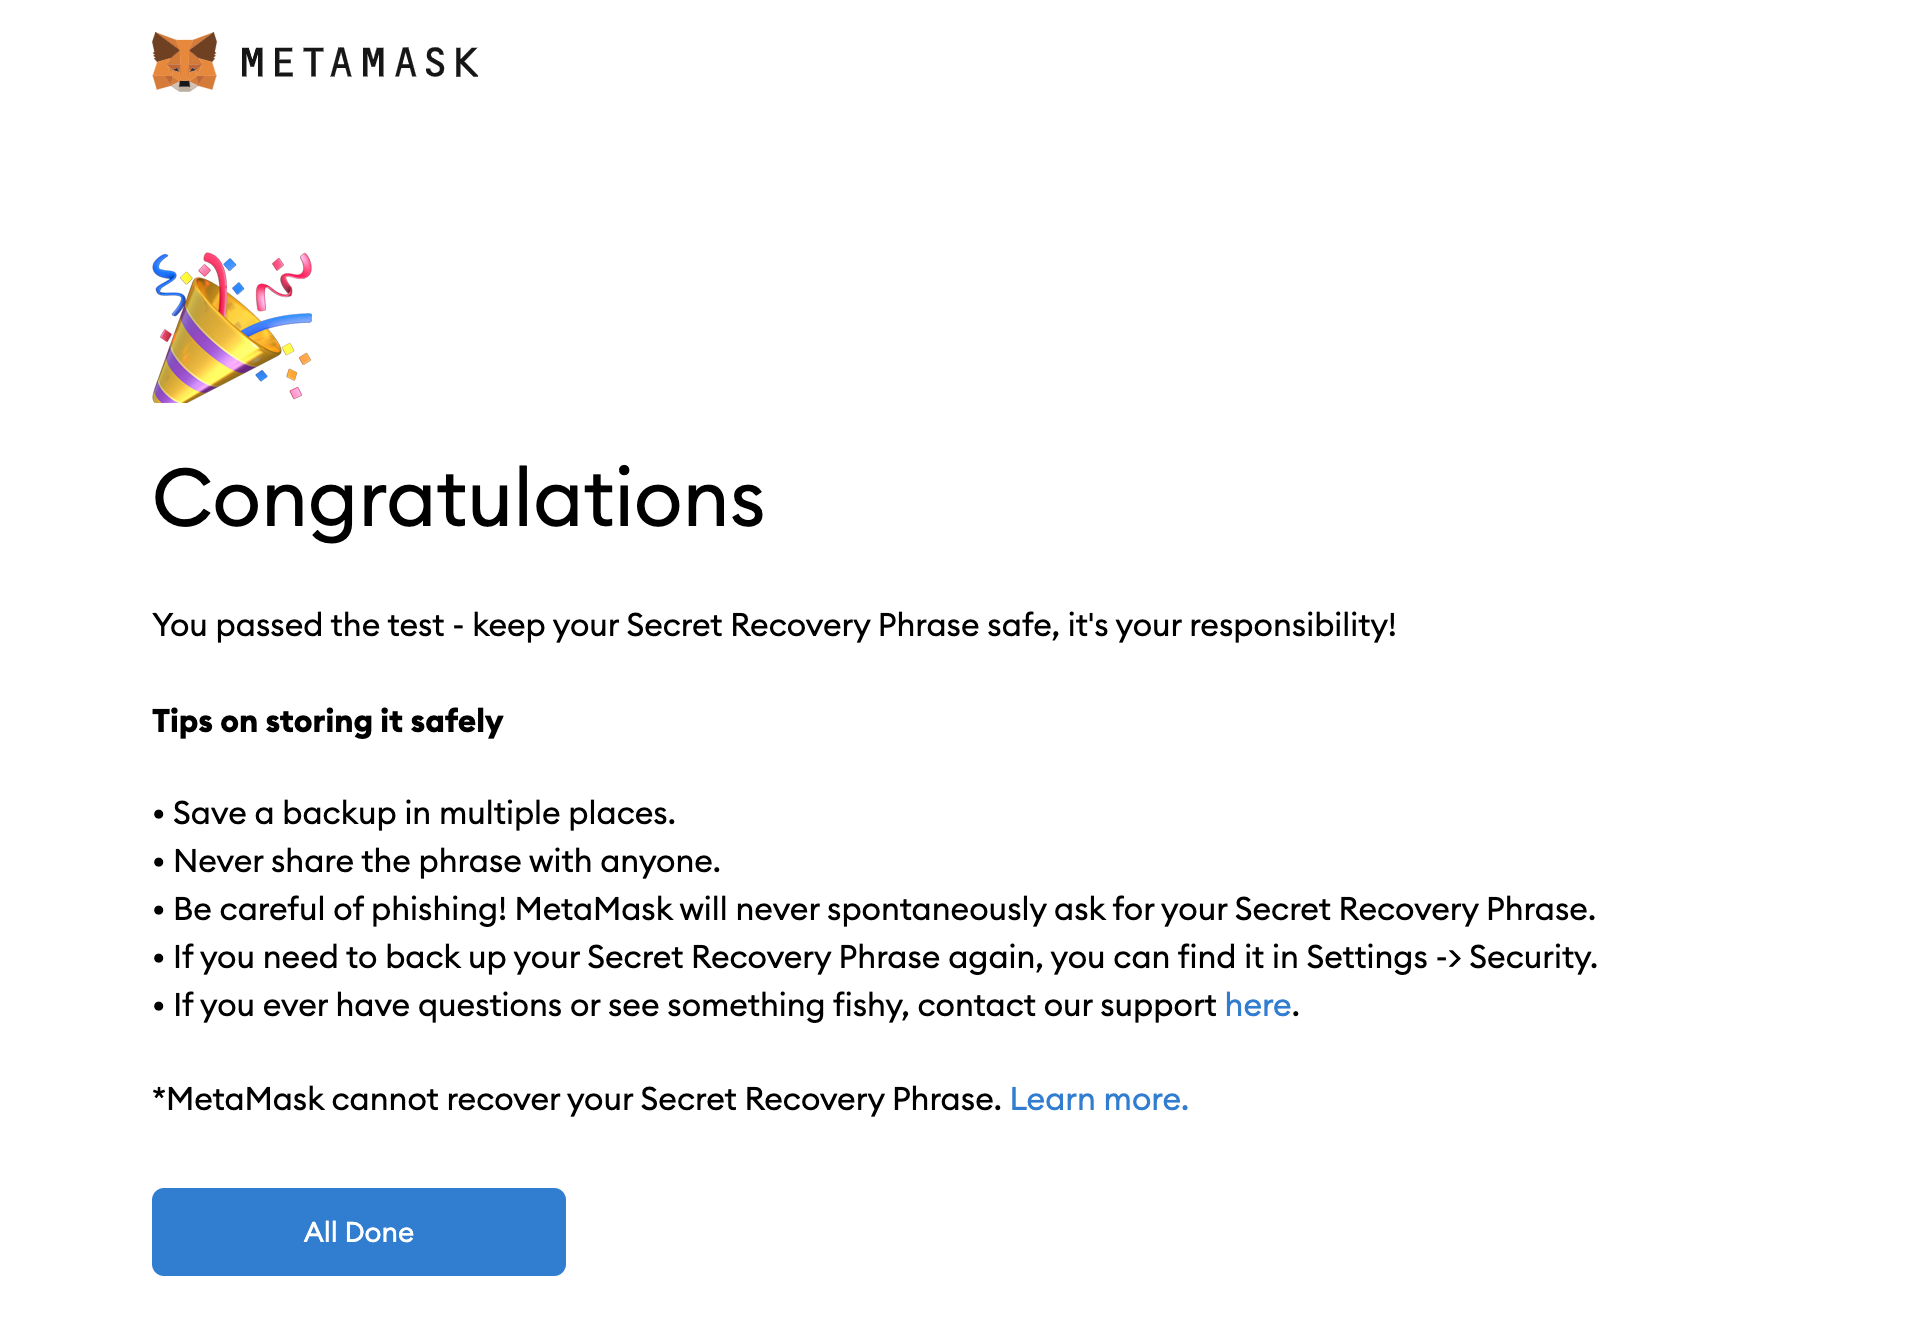 METAMASK
Congratulations
You passed the test - keep your Secret Recovery Phrase safe, it's your responsibility!
Tips on storing it safely
• Save a backup in multiple places.
• Never share the phrase with anyone.
• Be careful of phishing! MetaMask will never spontaneously ask for your Secret Recovery Phrase.
• If you need to back up your Secret Recovery Phrase again, you can find it in Settings -> Security.
• If you ever have questions or see something fishy, contact our support here.
*MetaMask cannot recover your Secret Recovery Phrase. Learn more.
All Done